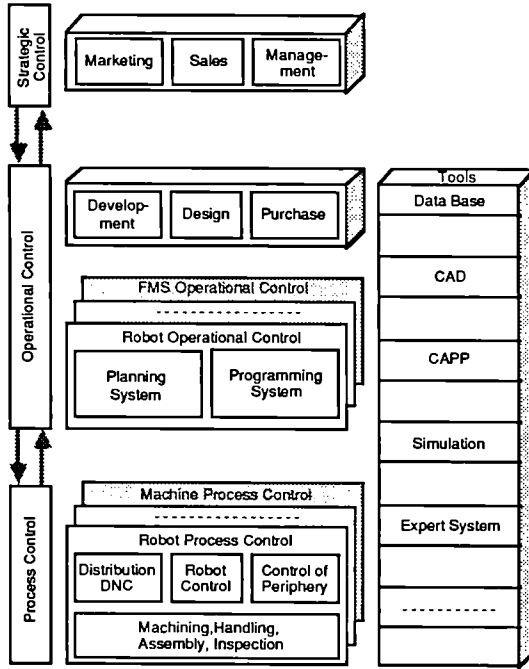 Strategic
Control
Marketing
Sales
Manage-
ment
Operational Control
Develop-
ment
Design
Purchase
FMS Operational Control
Robot Operational Control
Planning
System
Programming
System
Process Control
Machine Process Control
Robot Process Control
Distribution
DNC
Robot
Control
Control of
Periphery
Machining,Handling,
Assembly, Inspection
Tools
Data Base
CAD
CAPP
Simulation
Expert System